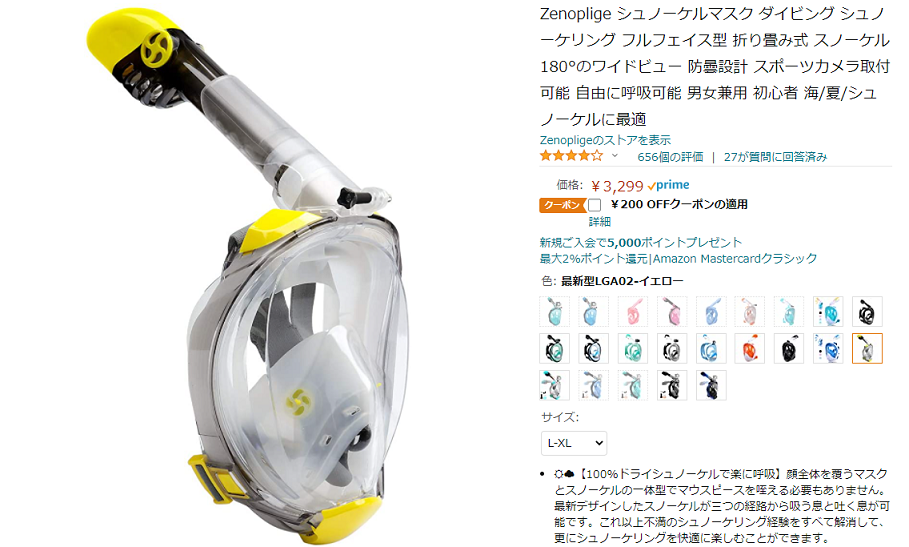 Zenoplige シュノーケルマスク ダイビング シュノ
ーケリング フルフェイス型 折り畳み式 スノーケル
180°のワイドビュー 防曇設計 スポーツカメラ取付
可能 自由に呼吸可能 男女兼用 初心者 海/夏/シュ
ノーケルに最適
Zenopligeのストアを表示
656個の評価 | 27が質問に回答済み
価格: ￥3,299 prime
クーポン ￥200 OFFクーポンの適用
詳細
新規ご入会で5,000ポイントプレゼント
最大2%ポイント還元|Amazon Mastercardクラシック
色: 最新型LGA02-イエロー
サイズ:
L-XL
【100%ドライシュノーケルで楽に呼吸】顔全体を覆うマスク
とスノーケルの一体型でマウスピースを咥える必要もありません。
最新デザインしたスノーケルが三つの経路から吸う息と吐く息が可
能です。これ以上不満のシュノーケリング経験をすべて解消して、
更にシュノーケリングを快適に楽しむことができます。